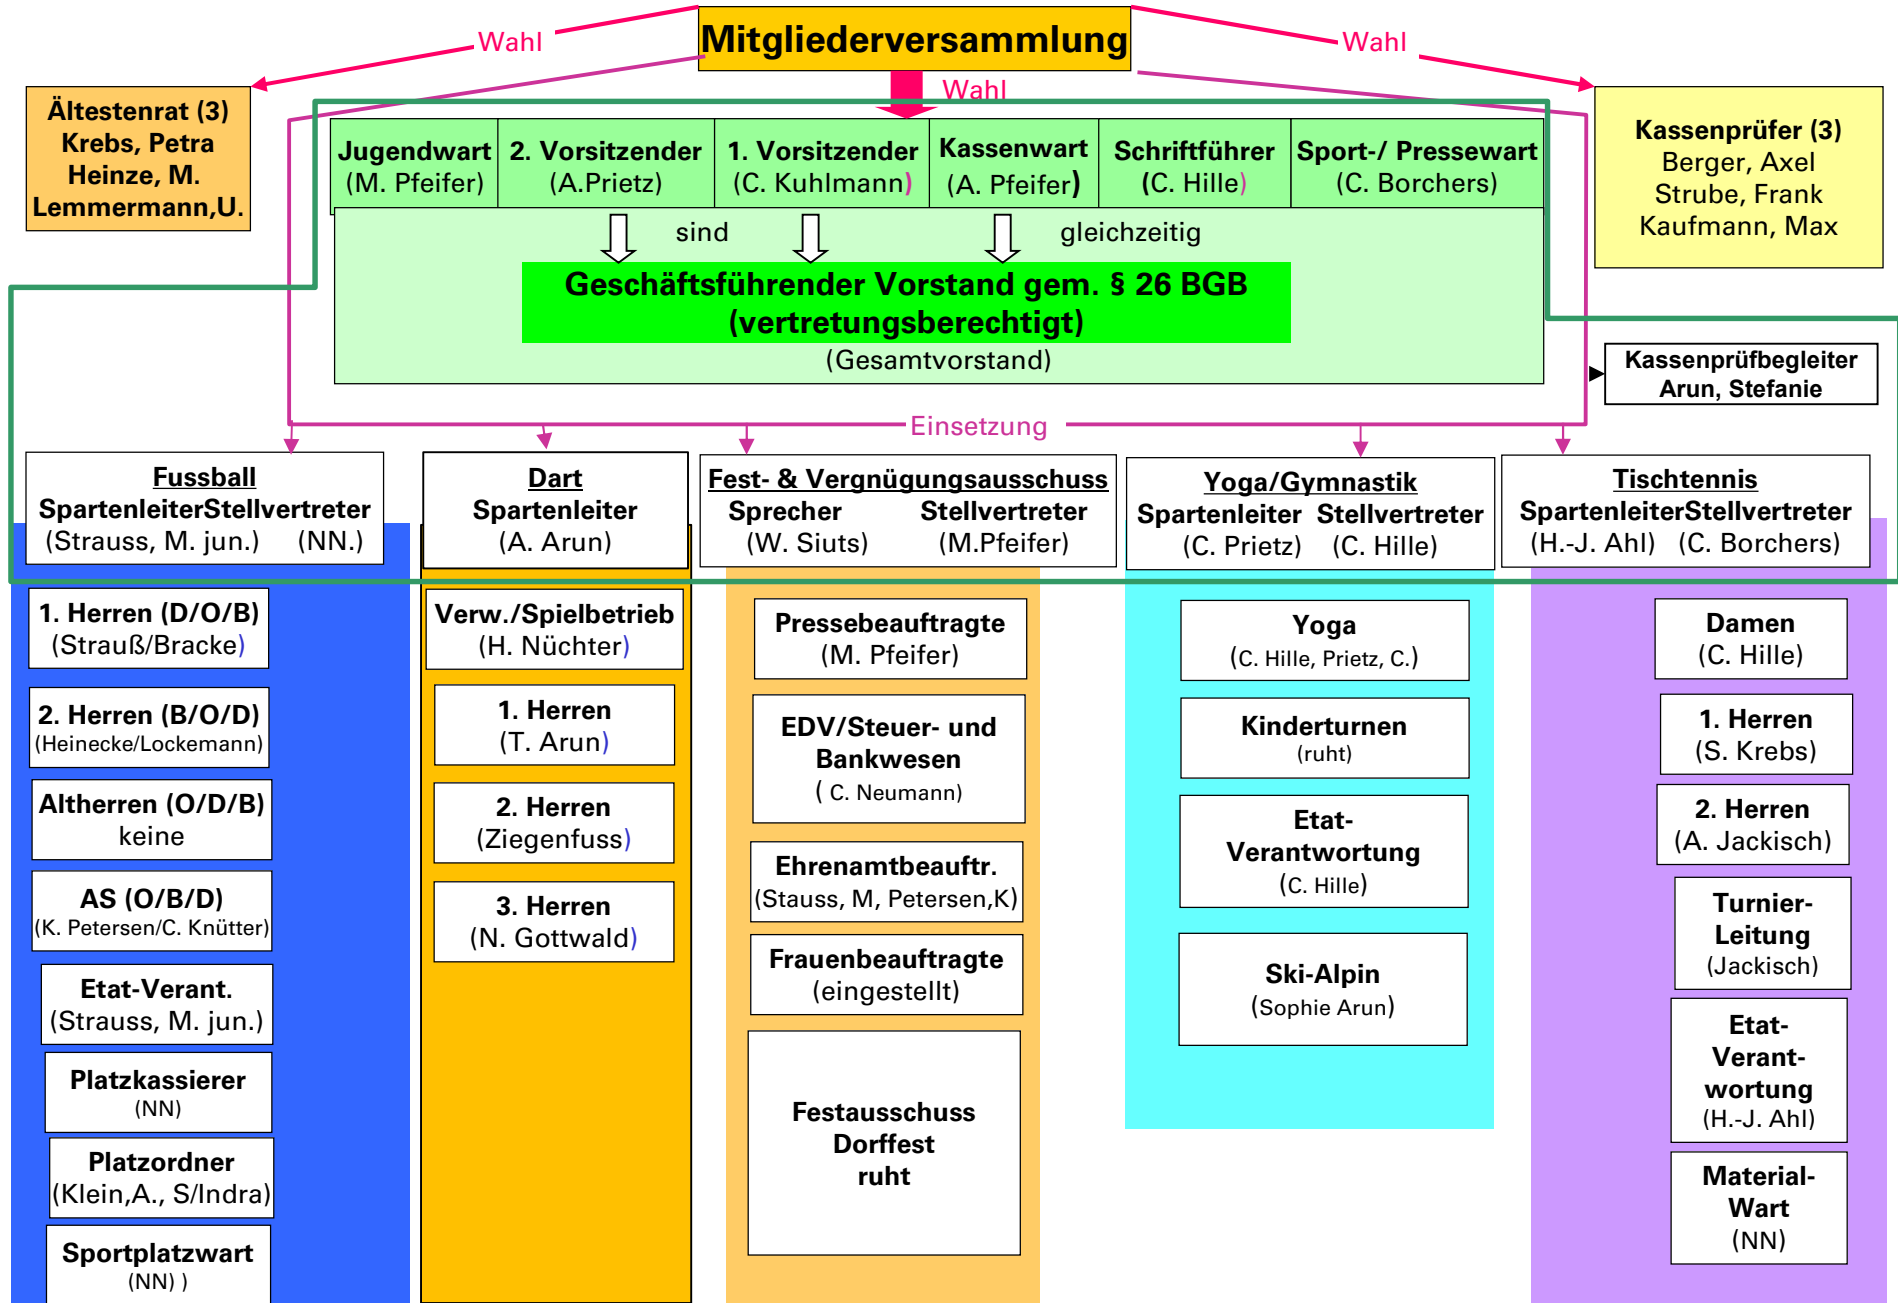 Mitgliederversammlung
Wahl
Wahl
Wahl
Ältestenrat (3)
Krebs, Petra
Heinze, M.
Lemmermann,U.
Kassenprüfer (3)
Berger, Axel
Strube, Frank
Kaufmann, Max
Jugendwart
(M. Pfeifer)
2. Vorsitzender
(A.Prietz)
1. Vorsitzender
(C. Kuhlmann)
Kassenwart
(A. Pfeifer)
Schriftführer
(C. Hille)
Sport-/ Pressewart
(C. Borchers)
sind
gleichzeitig
Geschäftsführender Vorstand gem. § 26 BGB
(vertretungsberechtigt)
(Gesamtvorstand)
Kassenprüfbegleiter
Arun, Stefanie
Einsetzung
Fussball
SpartenleiterStellvertreter
(Strauss, M. jun.) (NN.)
Dart
Spartenleiter
(A. Arun)
Fest- & Vergnügungsausschuss
Sprecher Stellvertreter
(W. Siuts) (M.Pfeifer)
Yoga/Gymnastik
Spartenleiter Stellvertreter
(C. Prietz) (C. Hille)
Tischtennis
SpartenleiterStellvertreter
(H.-J. Ahl) (C. Borchers)
1. Herren (D/O/B)
(Strauß/Bracke)
2. Herren (B/O/D)
(Heinecke/Lockemann)
Altherren (O/D/B)
keine
AS (O/B/D)
(K. Petersen/C. Knütter)
Etat-Verant.
(Strauss, M. jun.)
Platzkassierer
(NN)
Platzordner
(Klein,A., S/Indra)
Sportplatzwart
(NN) )
Verw./Spielbetrieb
(H. Nüchter)
1. Herren
(T. Arun)
2. Herren
(Ziegenfuss)
3. Herren
(N. Gottwald)
Pressebeauftragte
(M. Pfeifer)
EDV/Steuer- und
Bankwesen
( C. Neumann)
Ehrenamtbeauftr.
(Stauss, M, Petersen,K)
Frauenbeauftragte
(eingestellt)
Festausschuss
Dorffest
ruht
Yoga
(C. Hille, Prietz, C.)
Kinderturnen
(ruht)
Etat-
Verantwortung
(C. Hille)
Ski-Alpin
(Sophie Arun)
Damen
(C. Hille)
1. Herren
(S. Krebs)
2. Herren
(A. Jackisch)
Turnier-
Leitung
(Jackisch)
Etat-
Verant-
wortung
(H.-J. Ahl)
Material-
Wart
(NN)